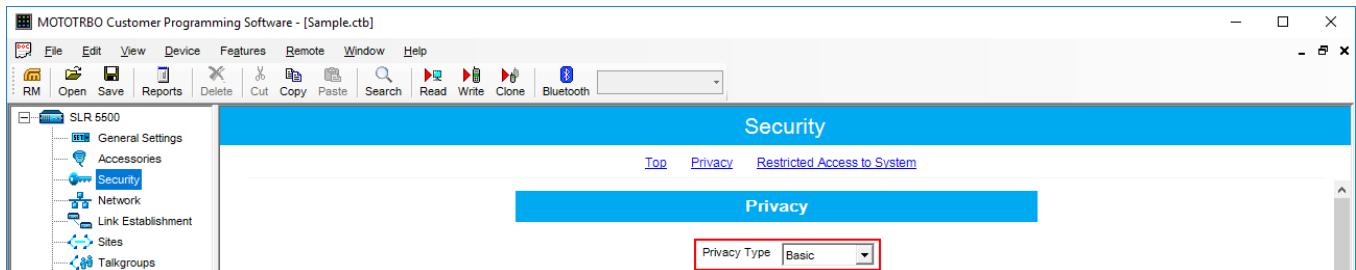 MOTOTRBO Customer Programming Software - [Sample.ctb]
File Edit View Device Features Remote Window Help
RM Open Save Reports Delete Cut Copy Paste Search Read Write Clone Bluetooth
SLR 5500
Security
General Settings
Accessories
Top Privacy Restricted Access to System
Security
Network
Privacy
Link Establishment
Sites
Privacy Type Basic
Talkgroups